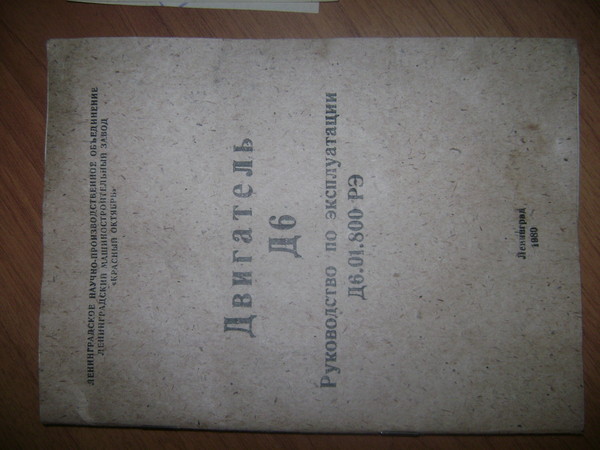 ЛЕНИНГРАДСКОЕ НАУЧНО-ПРОИЗВОДСТВЕННОЕ ОБЪЕДИНЕНИЕ
ЛЕНИНГРАДСКИЙ МАШИНОСТРОИТЕЛЬНЫЙ ЗАВОД
«КРАСНЫЙ ОКТЯБРЬ»
Двигатель
Д6
Руководство по эксплуатации
Д6.01.800 РЭ
Ленинград
1989